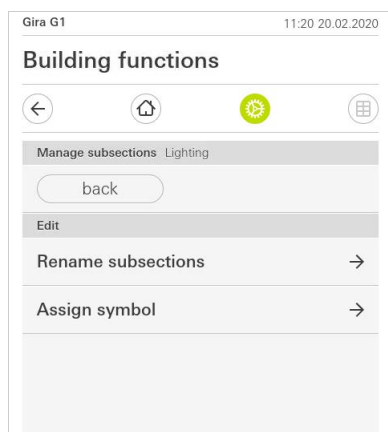 Gira G1 11:20 20.02.2020
Building functions
Manage subsections Lighting
back
Edit
Rename subsections
Assign symbol